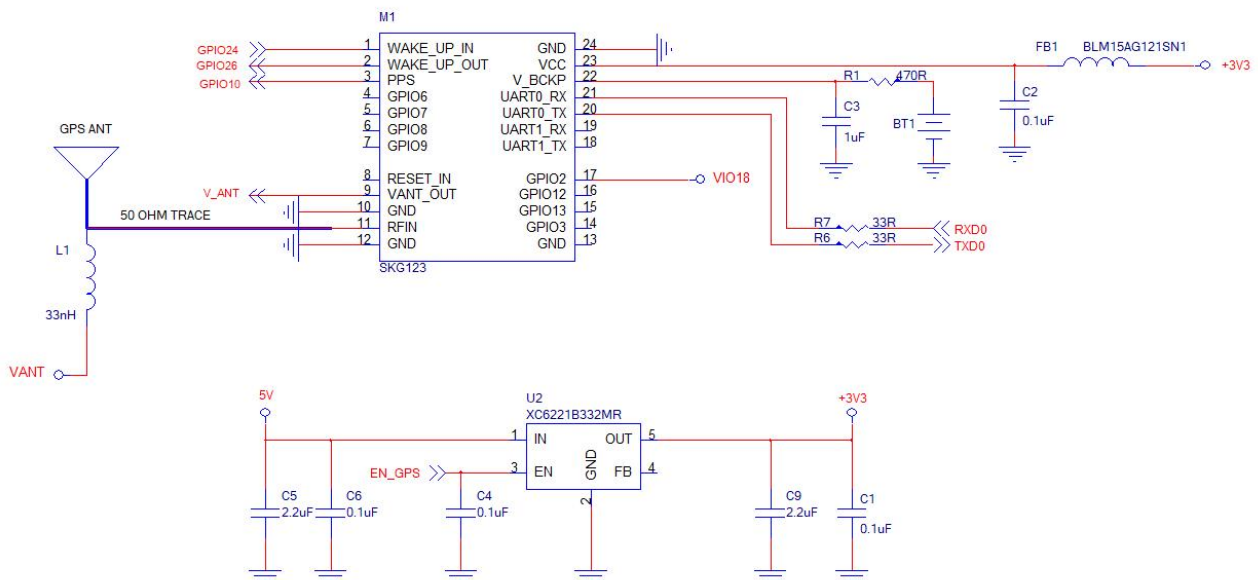 M1
GPIO24 1 WAKE_UP_IN GND 24
GPIO26 2 WAKE_UP_OUT VCC 23
GPIO10 3 PPS V_BCKP 22
4 GPIO6 UART0_RX 21
5 GPIO7 UART0_TX 20
6 GPIO8 UART1_RX 19
7 GPIO9 UART1_TX 18
8 RESET_IN GPIO2 17 VIO18
V_ANT 9 VANT_OUT GPIO12 16
10 GND GPIO13 15
11 RFIN GPIO3 14
12 GND GND 13
SKG123
FB1 BLM15AG121SN1
+3V3
R1 470R
C2
0.1uF
C3
1uF
BT1
R7 33R RXD0
R6 33R TXD0
GPS ANT
50 OHM TRACE
L1
33nH
VANT
5V
U2
XC6221B332MR
+3V3
1 IN OUT 5
EN_GPS 3 EN GND FB 4
2
C5
2.2uF
C6
0.1uF
C4
0.1uF
C9
2.2uF
C1
0.1uF